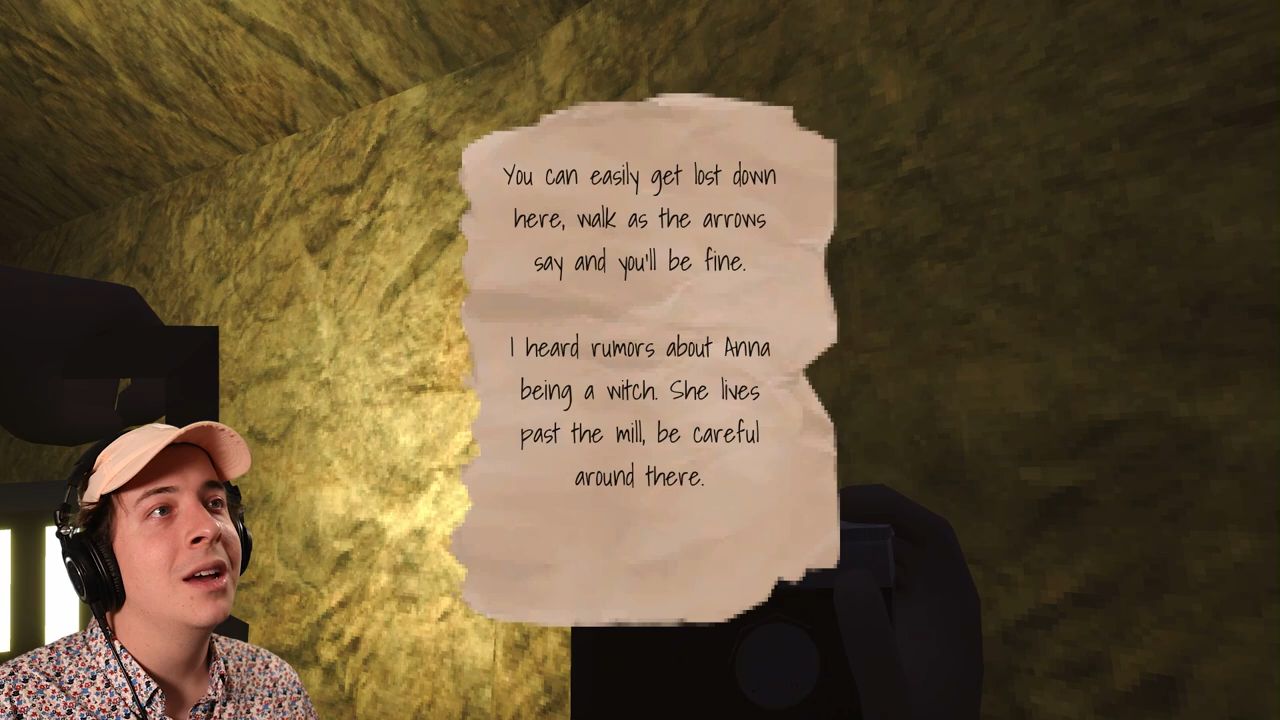 You can easily get lost down
here, walk as the arrows
say and you'll be fine.
I heard rumors about Anna
being a witch. She lives
past the mill, be careful
around there.